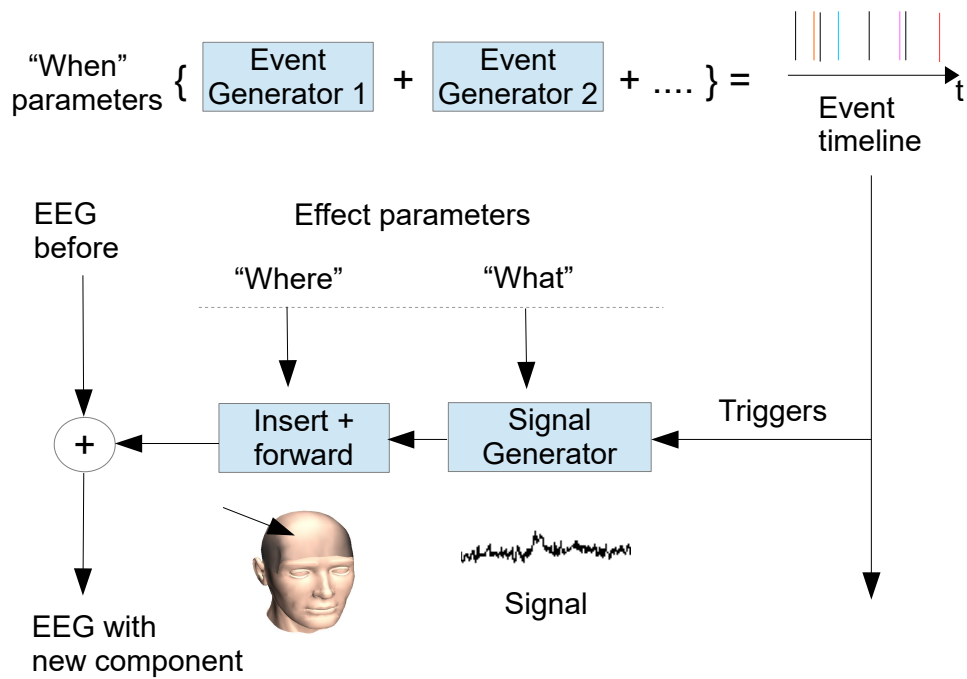 “When”
parameters
{
Event
Generator 1
+
Event
Generator 2
+ .... } =
t
Event
timeline
EEG
before
Effect parameters
“Where”
“What”
Insert +
forward
Signal
Generator
Triggers
+
Signal
EEG with
new component